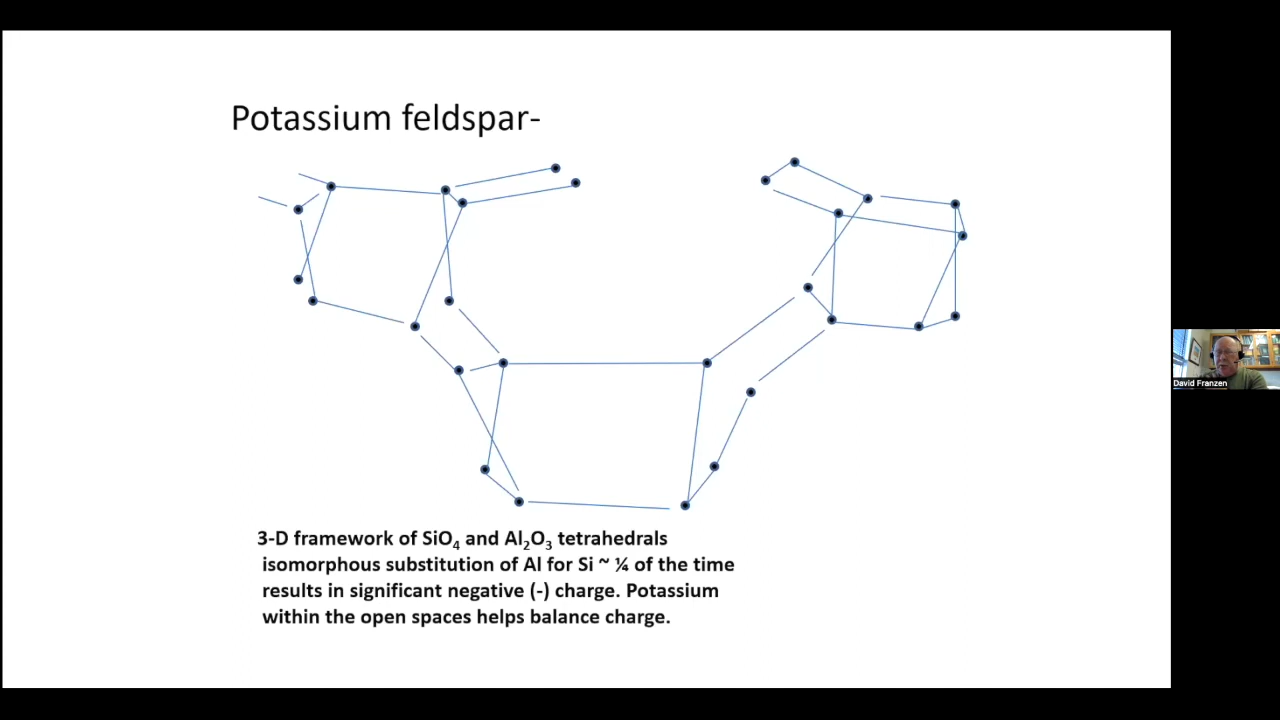 Potassium feldspar-
3-D framework of SiO₄ and Al₂O₃ tetrahedrals
isomorphous substitution of Al for Si ~ ¼ of the time
results in significant negative (-) charge. Potassium
within the open spaces helps balance charge.
David Franzen